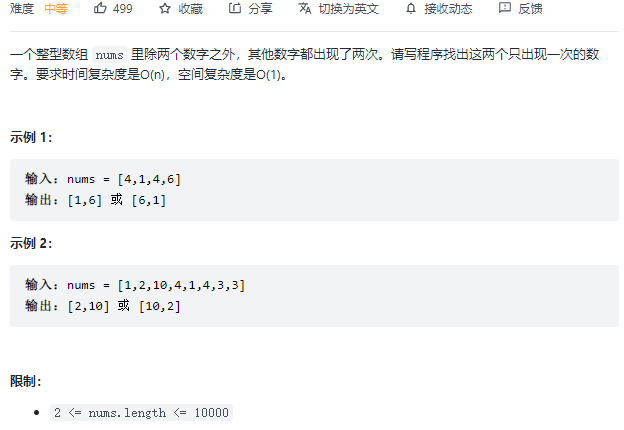 难度 中等 499 收藏 分享 切换为英文 接收动态 反馈
一个整型数组 nums 里除两个数字之外，其他数字都出现了两次。请写程序找出这两个只出现一次的数
字。要求时间复杂度是O(n)，空间复杂度是O(1)。
示例 1：
输入：nums = [4,1,4,6]
输出：[1,6] 或 [6,1]
示例 2：
输入：nums = [1,2,10,4,1,4,3,3]
输出：[2,10] 或 [10,2]
限制：
2 <= nums.length <= 10000